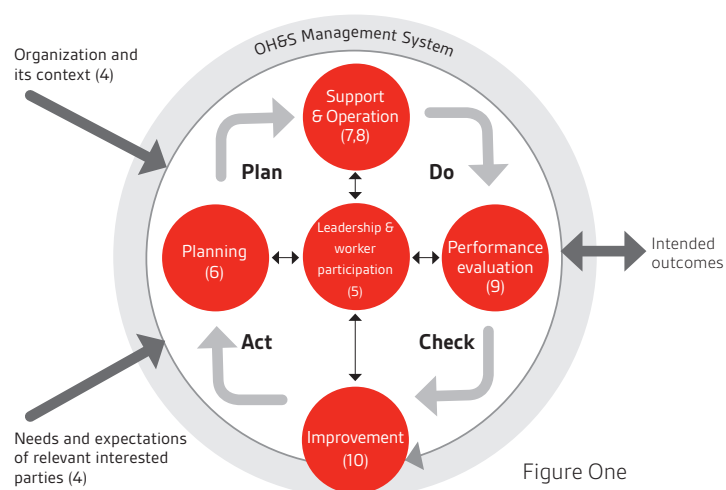 OH&S Management System
Organization and
its context (4)
Support
& Operation
(7,8)
Plan
Do
Planning
(6)
Leadership &
worker
participation
(5)
Performance
evaluation
(9)
Intended
outcomes
Act
Check
Improvement
(10)
Needs and expectations
of relevant interested
parties (4)
Figure One